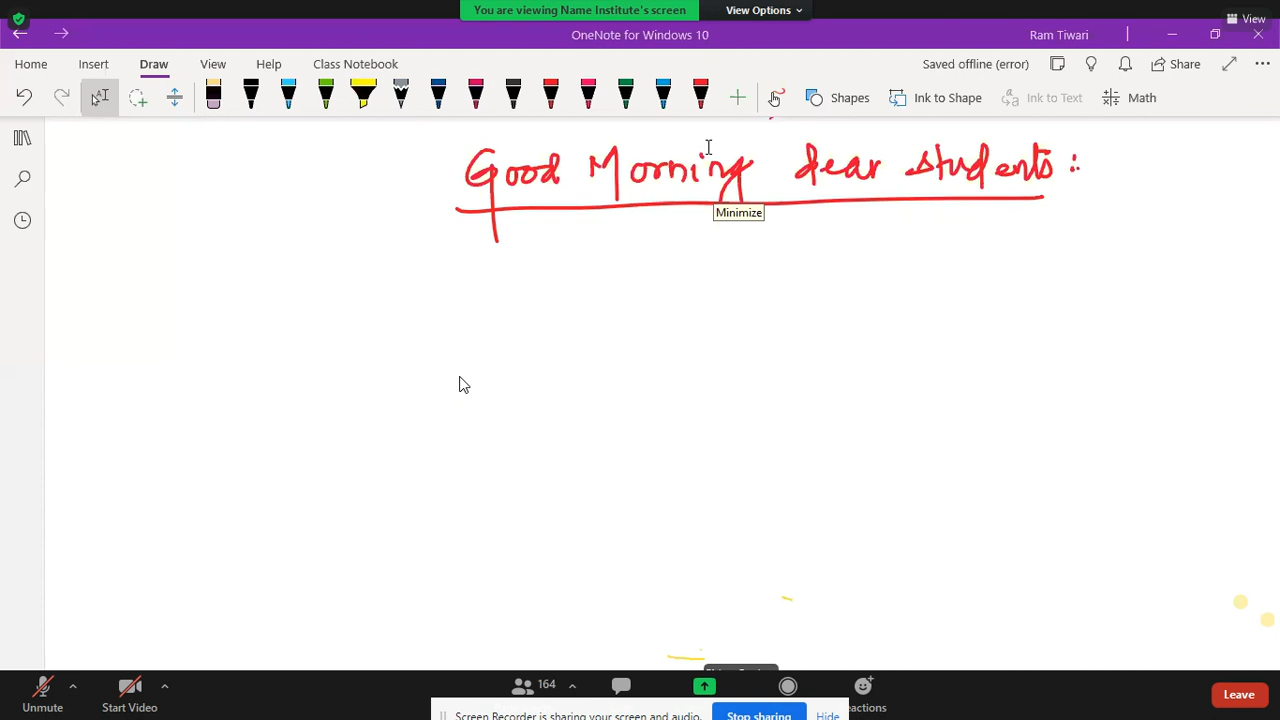 You are viewing Name Institute's screen
View Options
View
OneNote for Windows 10
Ram Tiwari
Home
Insert
Draw
View
Help
Class Notebook
Saved offline (error)
Share
Shapes
Ink to Shape
Ink to Text
Math
Good Morning dear students :
Minimize
Unmute
Start Video
164
eactions
Leave
Screen Recorder is sharing your screen and audio.
Stop sharing
Hide